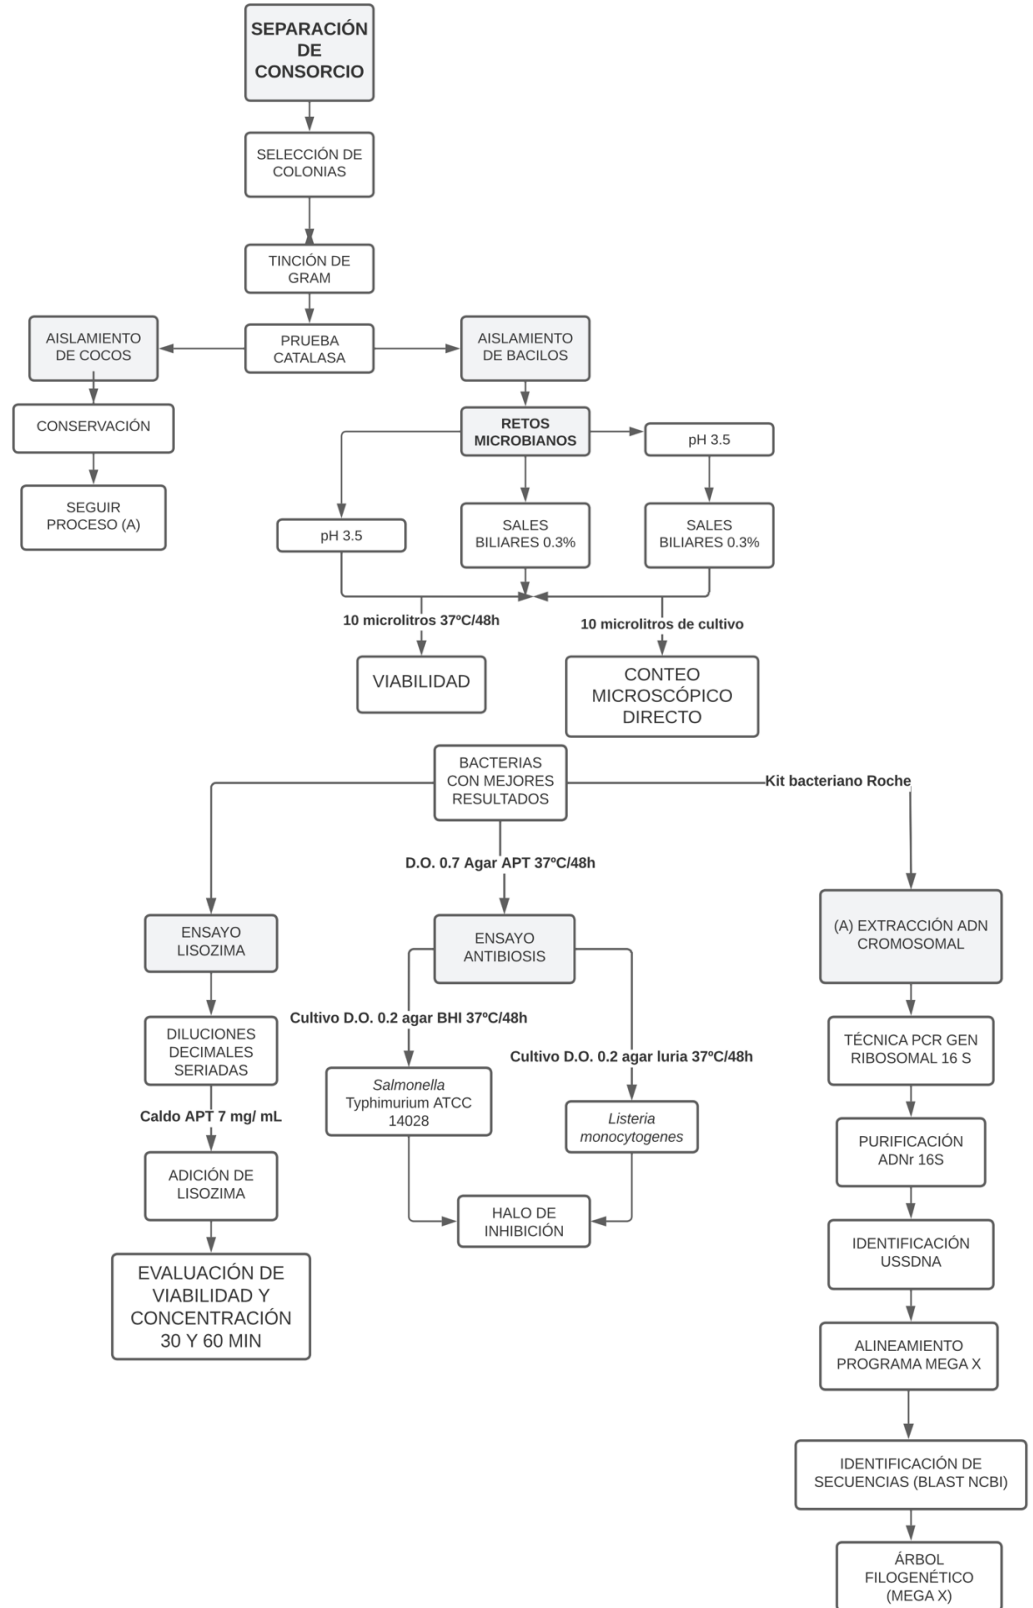 SEPARACIÓN
DE
CONSORCIO
SELECCIÓN DE
COLONIAS
TINCIÓN DE
GRAM
PRUEBA
CATALASA
AISLAMIENTO
DE COCOS
CONSERVACIÓN
SEGUIR
PROCESO (A)
AISLAMIENTO
DE BACILOS
RETOS
MICROBIANOS
pH 3.5
pH 3.5
SALES
BILIARES 0.3%
SALES
BILIARES 0.3%
10 microlitros 37ºC/48h
10 microlitros de cultivo
VIABILIDAD
CONTEO
MICROSCÓPICO
DIRECTO
BACTERIAS
CON MEJORES
RESULTADOS
Kit bacteriano Roche
D.O. 0.7 Agar APT 37ºC/48h
ENSAYO
LISOZIMA
DILUCIONES
DECIMALES
SERIADAS
Caldo APT 7 mg/ mL
ADICIÓN DE
LISOZIMA
EVALUACIÓN DE
VIABILIDAD Y
CONCENTRACIÓN
30 Y 60 MIN
ENSAYO
ANTIBIOSIS
Cultivo D.O. 0.2 agar BHI 37ºC/48h
Cultivo D.O. 0.2 agar luria 37ºC/48h
Salmonella
Typhimurium ATCC
14028
Listeria
monocytogenes
HALO DE
INHIBICIÓN
(A) EXTRACCIÓN ADN
CROMOSOMAL
TÉCNICA PCR GEN
RIBOSOMAL 16 S
PURIFICACIÓN
ADNr 16S
IDENTIFICACIÓN
USSDNA
ALINEAMIENTO
PROGRAMA MEGA X
IDENTIFICACIÓN DE
SECUENCIAS (BLAST NCBI)
ÁRBOL
FILOGENÉTICO
(MEGA X)